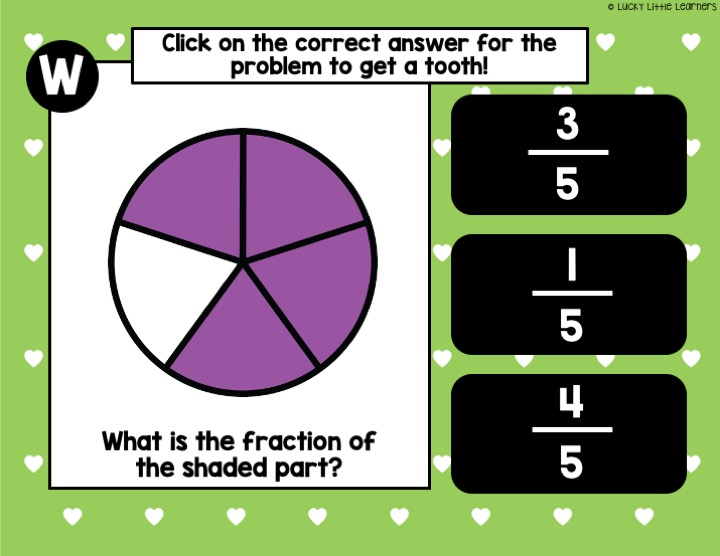 © Lucky Little Learners
Click on the correct answer for the
problem to get a tooth!
W
What is the fraction of
the shaded part?
3
5
1
5
4
5